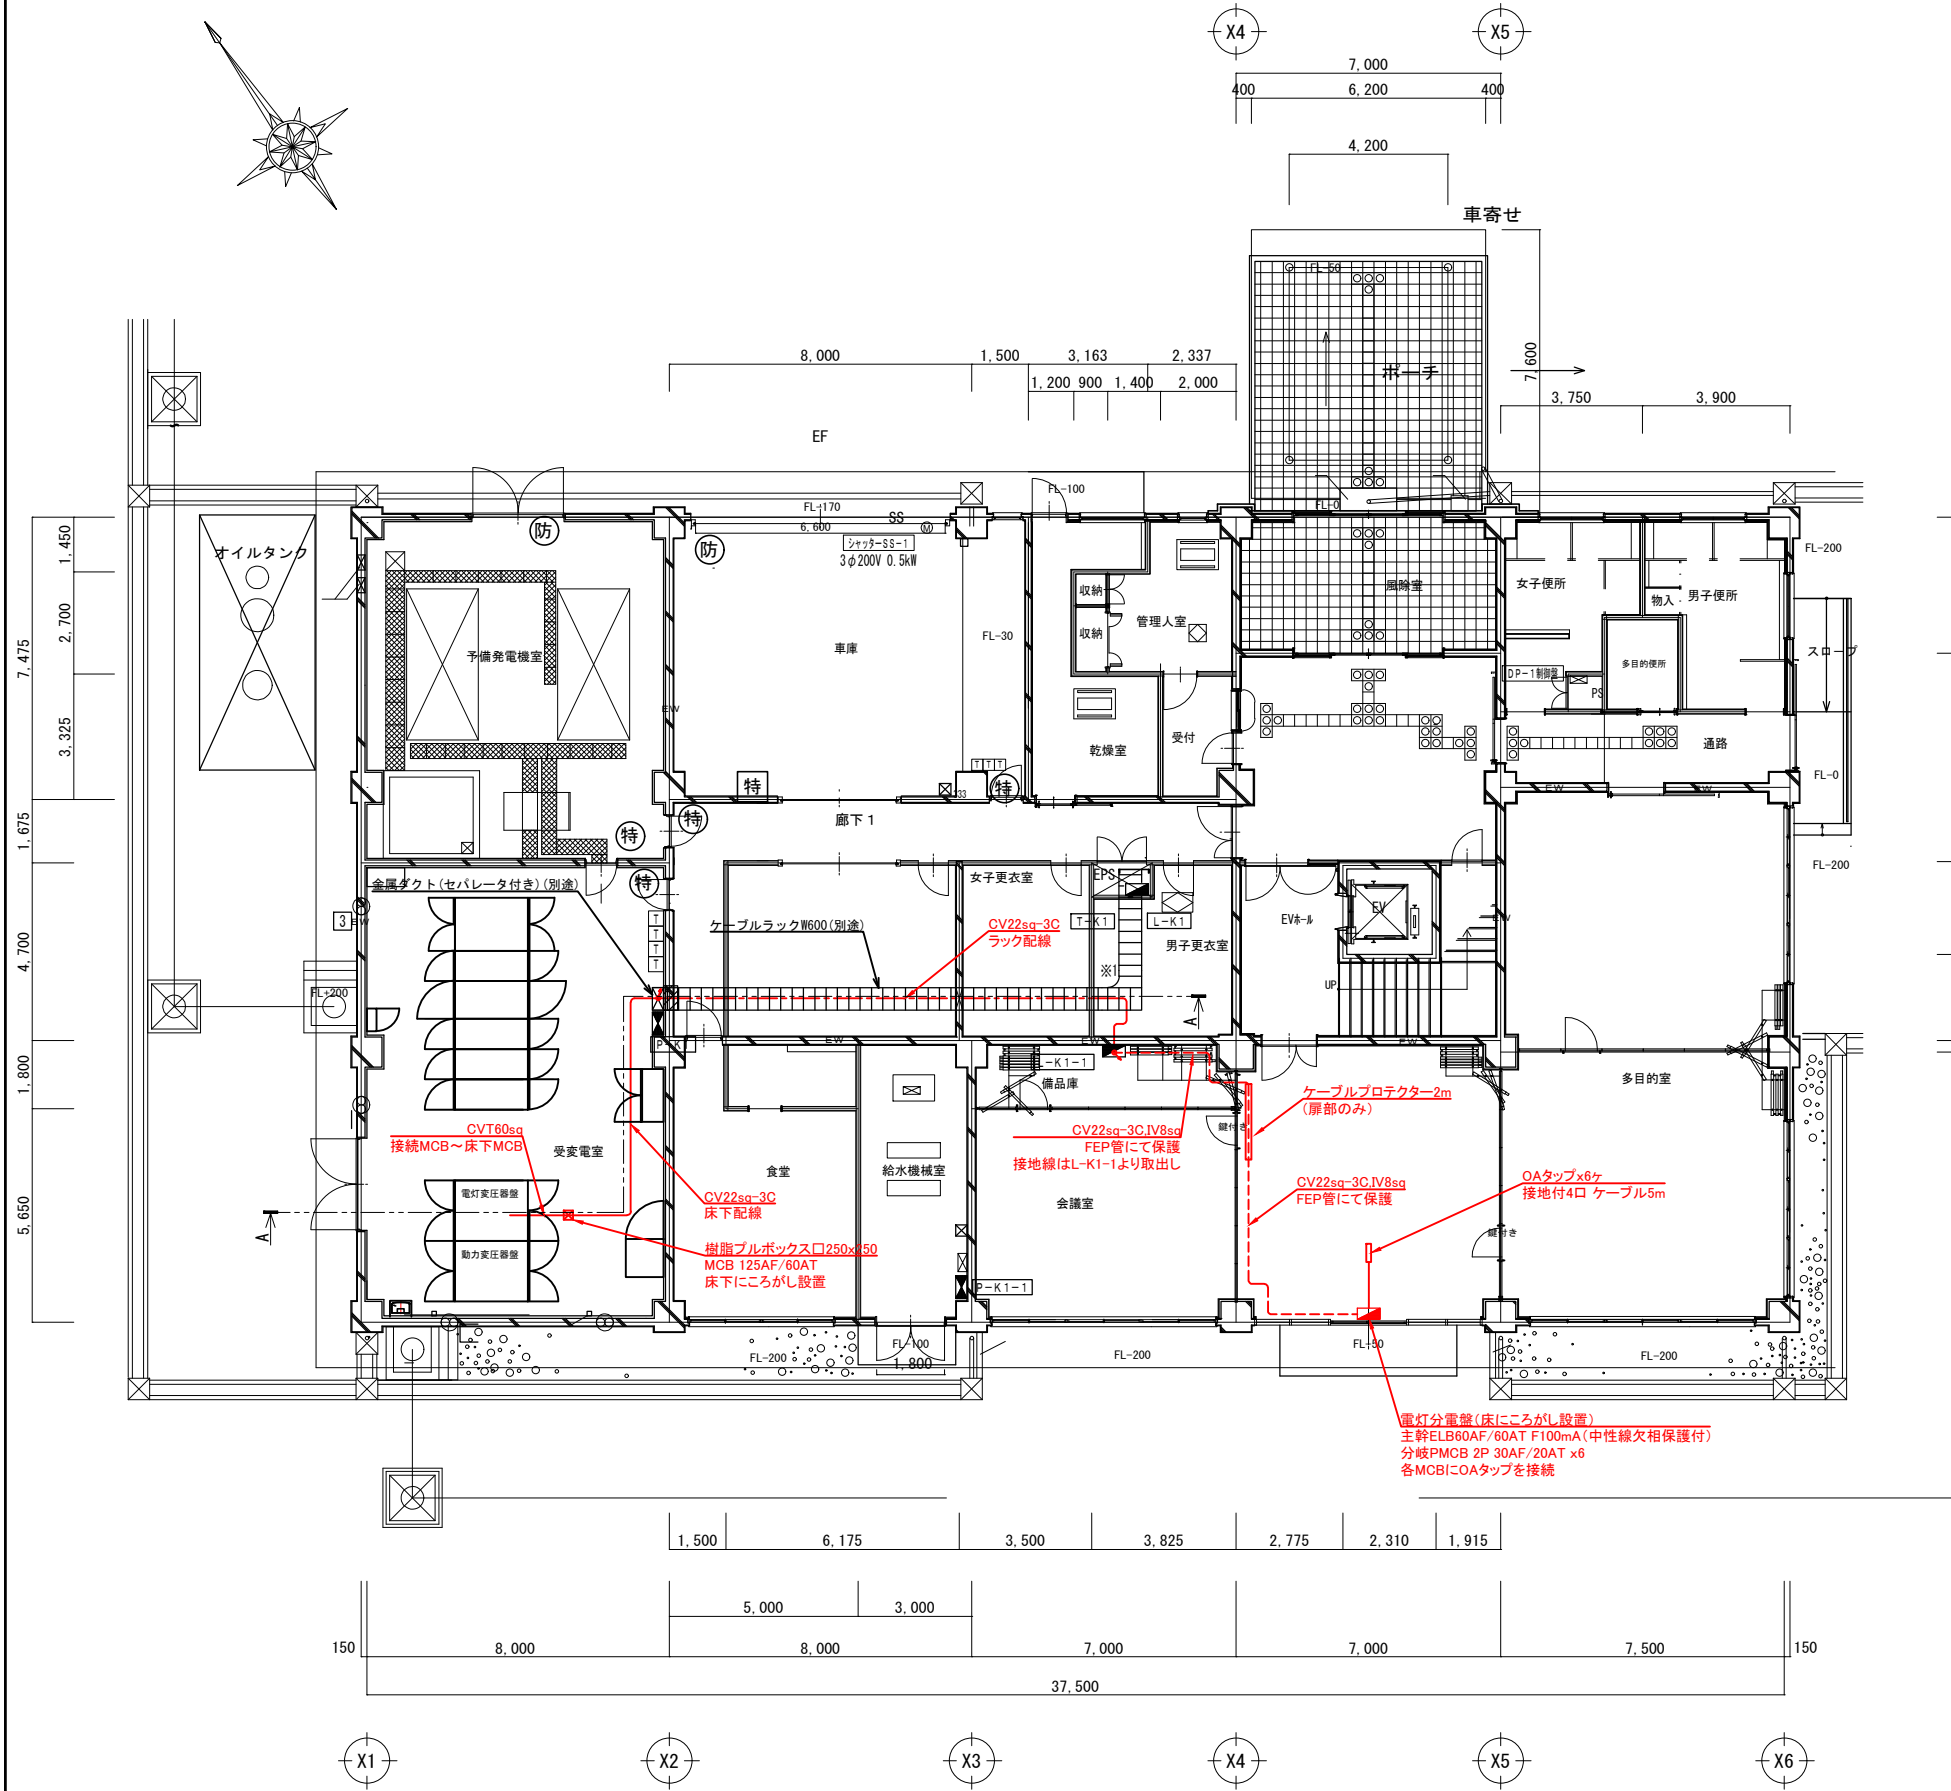 X4
X5
7,000
400
6,200
400
4,200
車寄せ
FL-50
ポーチ
7,600
8,000
1,500
3,163
2,337
1,200
900
1,400
2,000
3,750
3,900
EF
FL-100
FL-170
SS
6,600
M
FL-0
シャッターSS-1
3φ200V 0.5kW
防
防
オイルタンク
1,450
2,700
7,475
3,325
1,675
4,700
1,800
5,650
予備発電機室
車庫
FL-30
収納
収納
管理人室
風除室
女子便所
物入
男子便所
多目的便所
DP-1制御盤
PS
FL-200
スロープ
EW
乾燥室
受付
通路
FL-0
T T T
特
特
333
特
特
特
廊下1
EW
EW
FL-200
金属ダクト(セパレータ付き)(別途)
3
EW
T
T
T
T
ケーブルラックW600(別途)
女子更衣室
EPS
CV22sq-3C
ラック配線
T-K1
L-K1
男子更衣室
※1
EVホール
EV
UP
EW
FL+200
A
P-K
EW
EW
EW
L-K1-1
備品庫
多目的室
ケーブルプロテクター2m
(扉部のみ)
CVT60sq
接続MCB～床下MCB
受変電室
食堂
給水機械室
CV22sq-3C,IV8sq
FEP管にて保護
接地線はL-K1-1より取出し
鍵付き
会議室
CV22sq-3C,IV8sq
FEP管にて保護
OAタップx6ケ
接地付4口 ケーブル5m
電灯変圧器盤
CV22sq-3C
床下配線
A
動力変圧器盤
樹脂プルボックス□250x250
MCB 125AF/60AT
床下にころがし設置
鍵付き
P-K1-1
FL-200
FL-100
1,800
FL-200
FL-50
FL-200
電灯分電盤(床にころがし設置)
主幹ELB60AF/60AT F100mA(中性線欠相保護付)
分岐PMCB 2P 30AF/20AT x6
各MCBにOAタップを接続
1,500
6,175
3,500
3,825
2,775
2,310
1,915
5,000
3,000
150
8,000
8,000
7,000
7,000
7,500
150
37,500
X1
X2
X3
X4
X5
X6